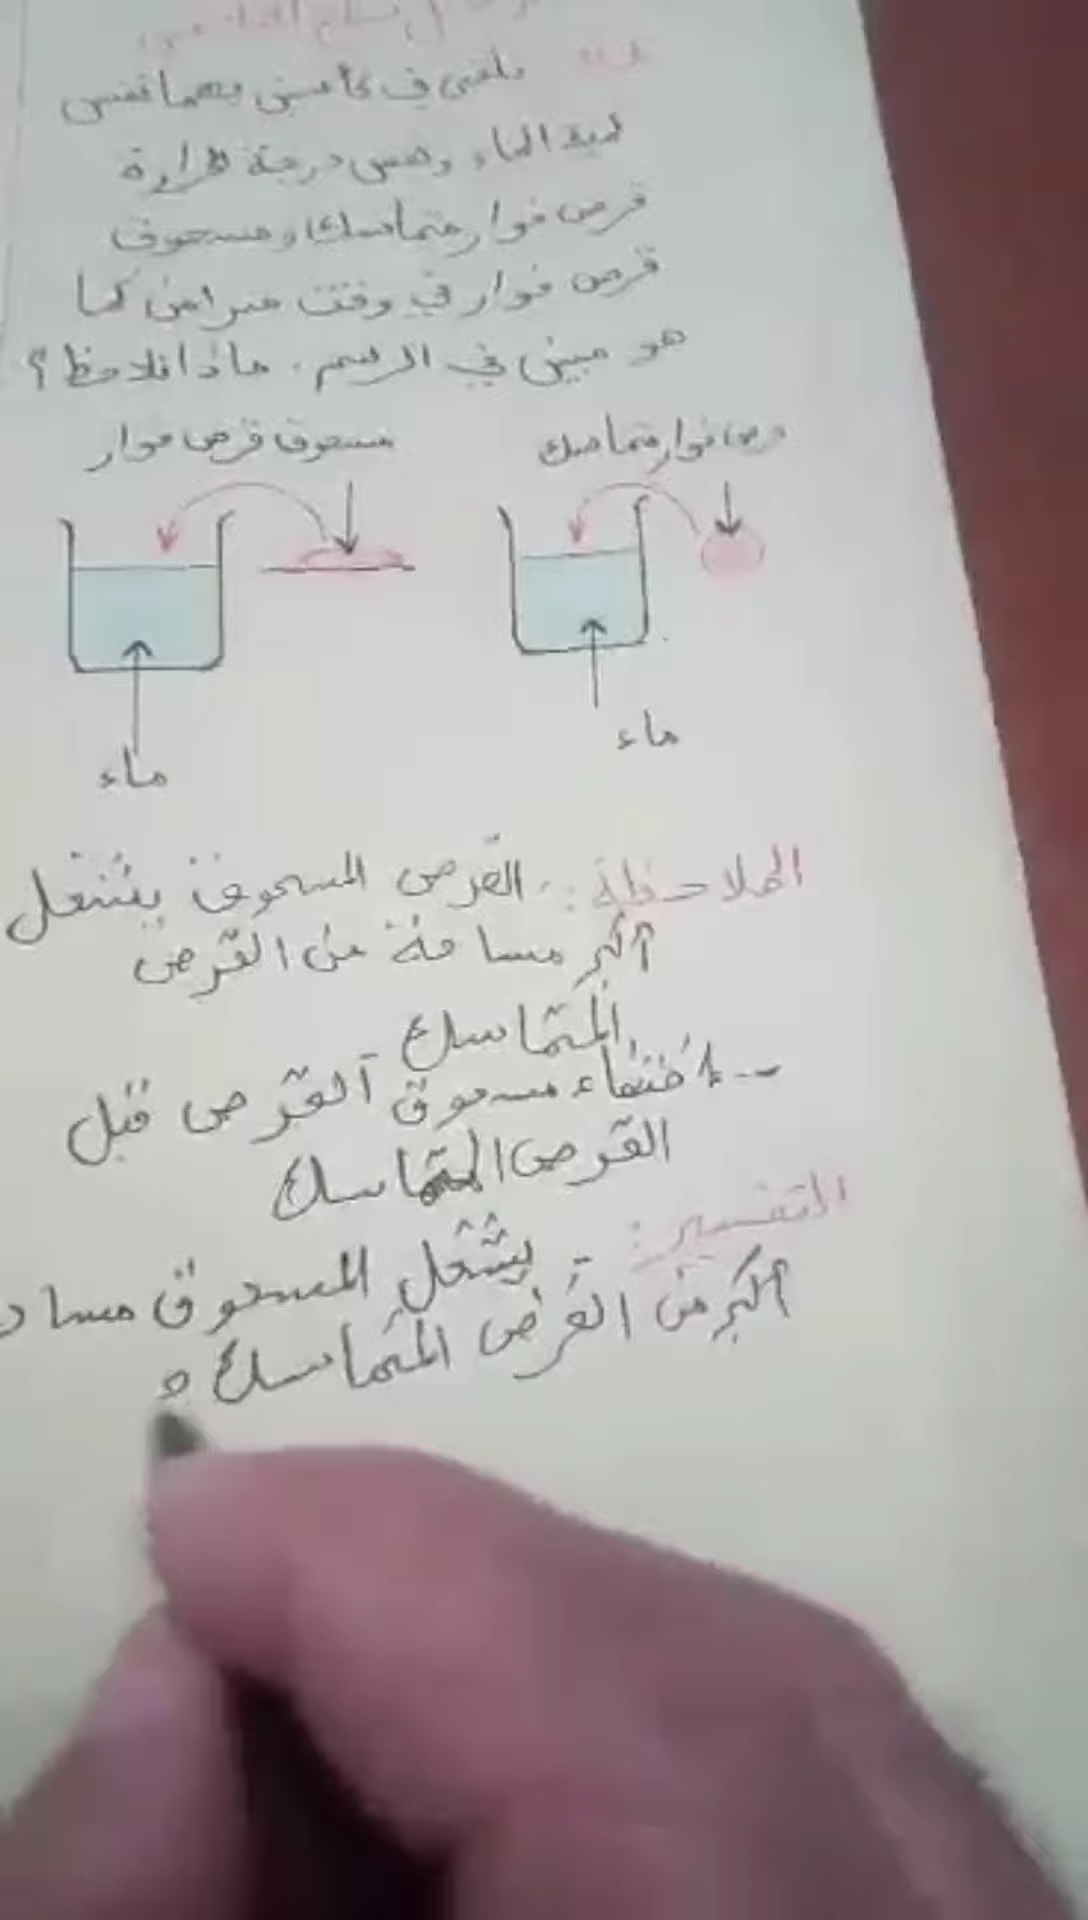 نلقي في كأسين بهما نفس
كمية الماء ونفس درجة الحرارة
قرص فوار متماسك ومسحوق
قرص فوار في وقت متزامن كما
هو مبين في الرسم. ماذا نلاحظ؟
قرص فوار متماسك
مسحوق قرص فوار
ماء
ماء
الملاحظة: - القرص المسحوق يشغل
أكبر مساحة من القرص
المتماسك
- اختفاء مسحوق القرص قبل
القرص المتماسك
التفسير: - يشغل المسحوق
أكبر من القرص المتماسك